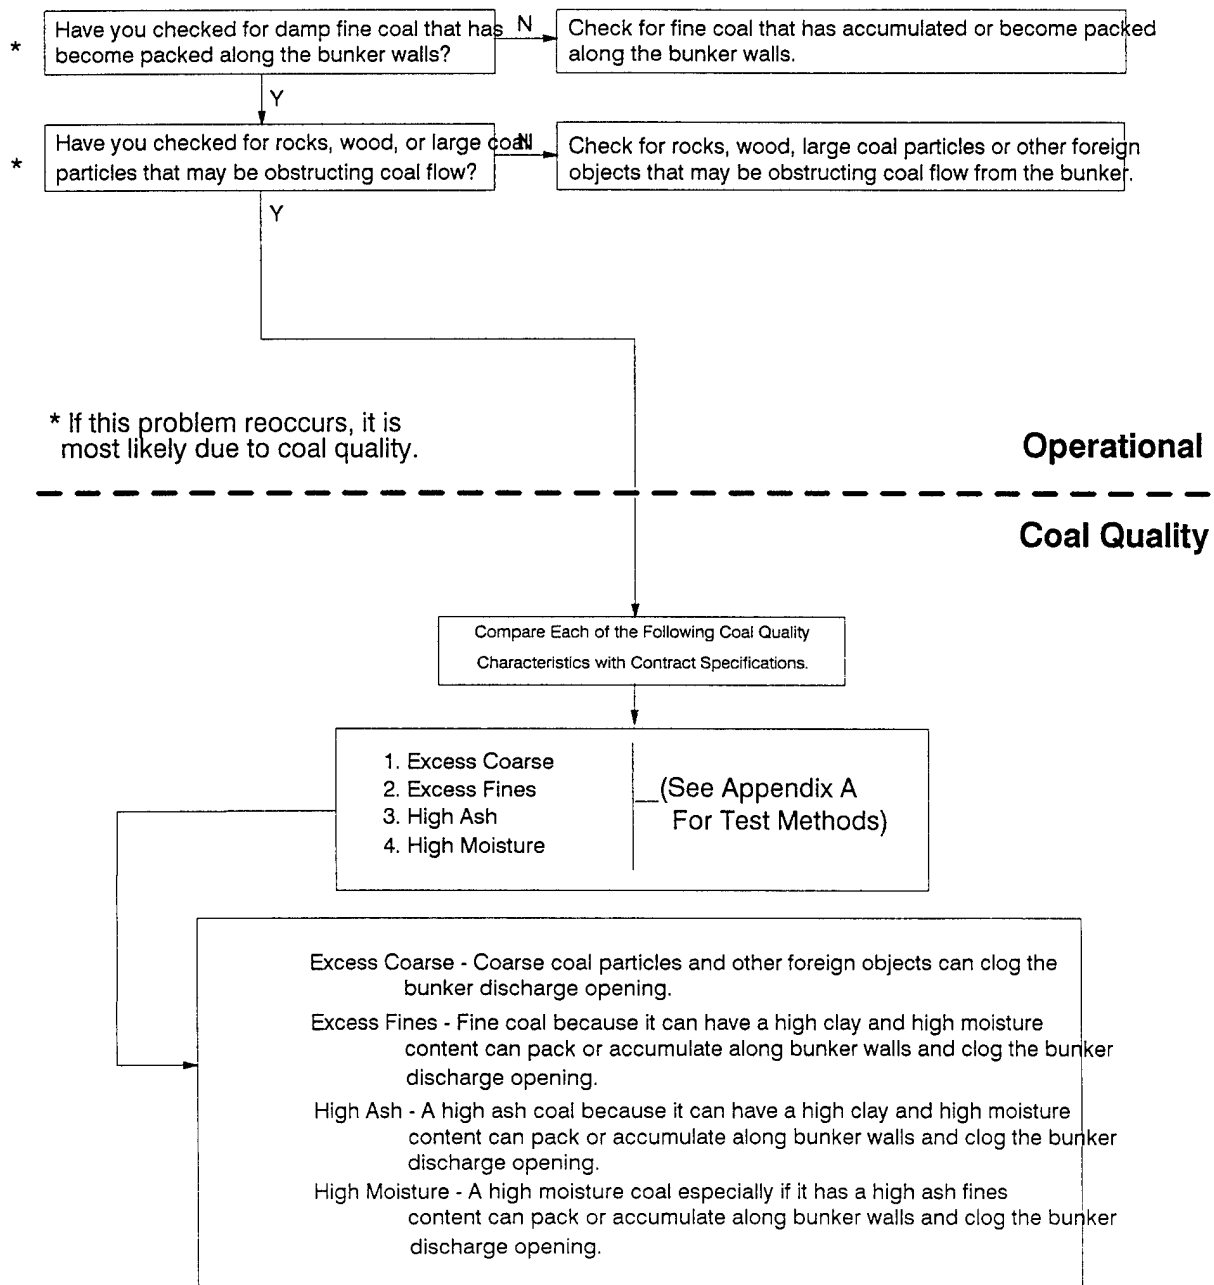 * Have you checked for damp fine coal that has N Check for fine coal that has accumulated or become packed
become packed along the bunker walls? along the bunker walls.
Y
* Have you checked for rocks, wood, or large coal N Check for rocks, wood, large coal particles or other foreign
particles that may be obstructing coal flow? objects that may be obstructing coal flow from the bunker.
Y
* If this problem reoccurs, it is
most likely due to coal quality.
Operational
Coal Quality
Compare Each of the Following Coal Quality
Characteristics with Contract Specifications.
1. Excess Coarse
2. Excess Fines
3. High Ash
4. High Moisture
(See Appendix A
For Test Methods)
Excess Coarse - Coarse coal particles and other foreign objects can clog the
bunker discharge opening.
Excess Fines - Fine coal because it can have a high clay and high moisture
content can pack or accumulate along bunker walls and clog the bunker
discharge opening.
High Ash - A high ash coal because it can have a high clay and high moisture
content can pack or accumulate along bunker walls and clog the bunker
discharge opening.
High Moisture - A high moisture coal especially if it has a high ash fines
content can pack or accumulate along bunker walls and clog the bunker
discharge opening.